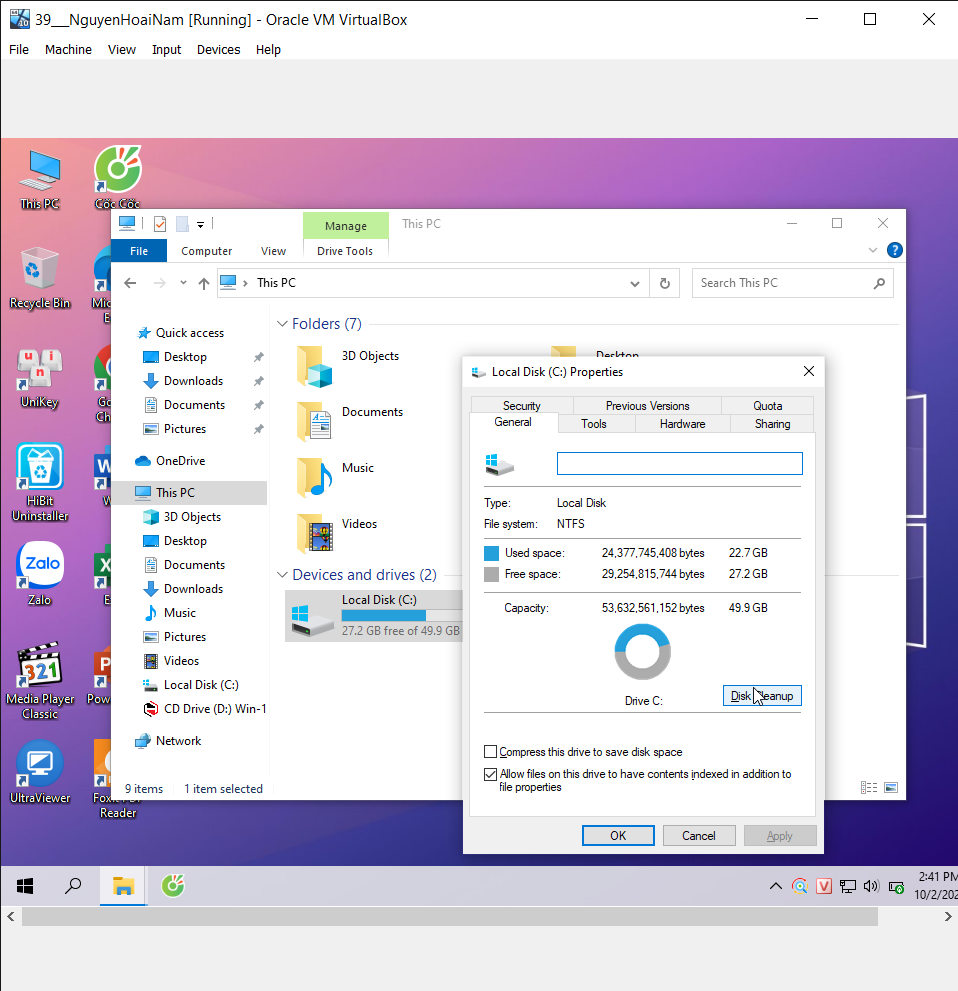 39___NguyenHoaiNam [Running] - Oracle VM VirtualBox
File Machine View Input Devices Help
This PC
Cốc Cốc
Recycle Bin
UniKey
HiBit
Uninstaller
Zalo
Zalo
321
Media Player
Classic
UltraViewer
Reader
Manage
This PC
File Computer View Drive Tools
This PC
Search This PC
Quick access
Desktop
Downloads
Documents
Pictures
OneDrive
This PC
3D Objects
Desktop
Documents
Downloads
Music
Pictures
Videos
Local Disk (C:)
CD Drive (D:) Win-1
Network
Folders (7)
3D Objects
Desktop
Documents
Music
Videos
Devices and drives (2)
Local Disk (C:)
27.2 GB free of 49.9 GB
9 items 1 item selected
Local Disk (C:) Properties
Security Previous Versions Quota
General Tools Hardware Sharing
Type: Local Disk
File system: NTFS
Used space: 24,377,745,408 bytes 22.7 GB
Free space: 29,254,815,744 bytes 27.2 GB
Capacity: 53,632,561,152 bytes 49.9 GB
Drive C:
Disk Cleanup
Compress this drive to save disk space
Allow files on this drive to have contents indexed in addition to
file properties
OK Cancel Apply
2:41 PM
10/2/202